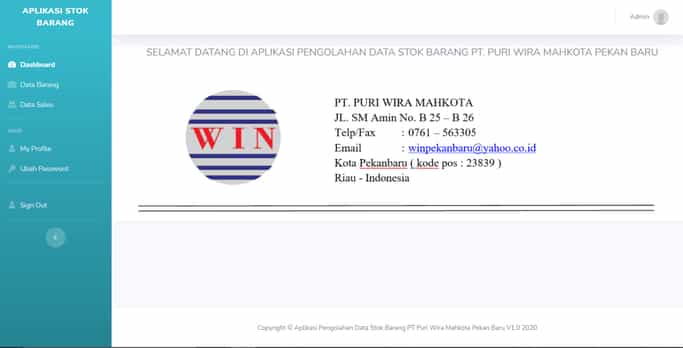 APLIKASI STOK
BARANG
Dashboard
Data Barang
Data Sales
My Profile
Ubah Password
Sign Out
Admin
SELAMAT DATANG DI APLIKASI PENGOLAHAN DATA STOK BARANG PT. PURI WIRA MAHKOTA PEKAN BARU
WIN
PT. PURI WIRA MAHKOTA
JL. SM Amin No. B 25 – B 26
Telp/Fax : 0761 – 563305
Email : winpekanbaru@yahoo.co.id
Kota Pekanbaru ( kode pos : 23839 )
Riau - Indonesia
Copyright © Aplikasi Pengolahan Data Stok Barang PT Puri Wira Mahkota Pekan Baru V1.0 2020